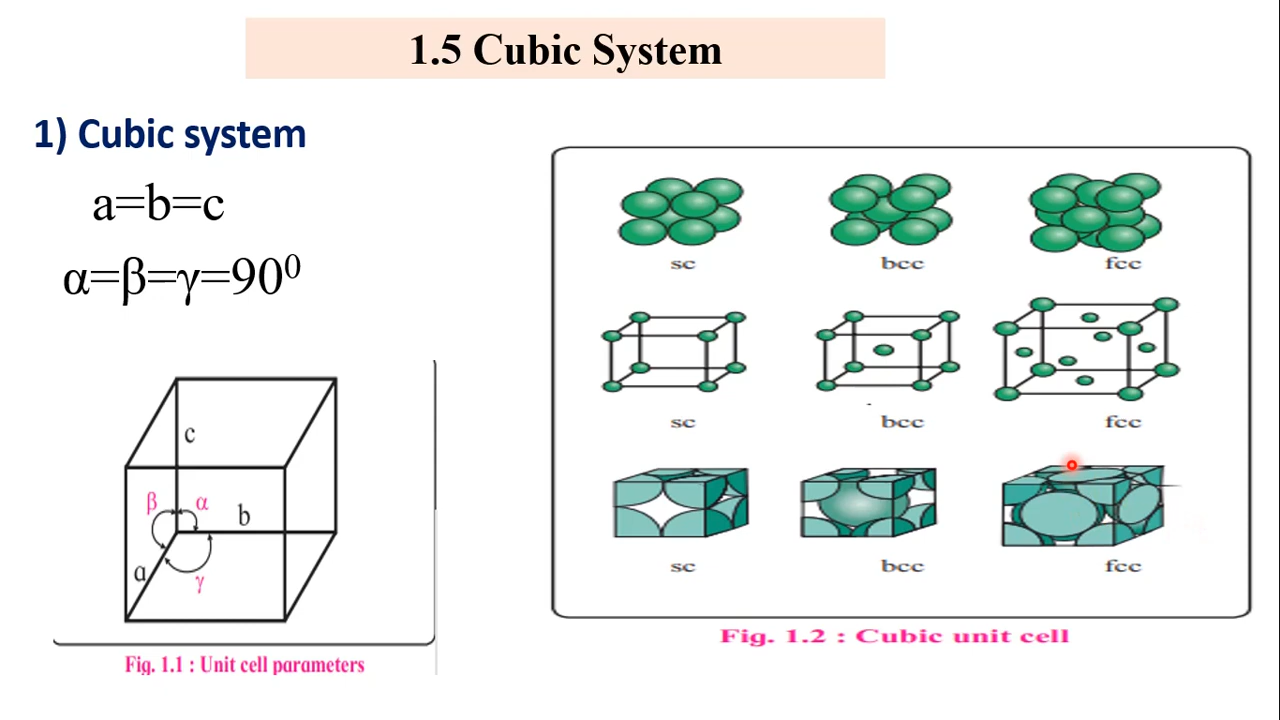 1.5 Cubic System
1) Cubic system
a=b=c
α=β=γ=90⁰
c
β
α
b
a
γ
Fig. 1.1 : Unit cell parameters
sc bcc fcc
sc bcc fcc
sc bcc fcc
Fig. 1.2 : Cubic unit cell